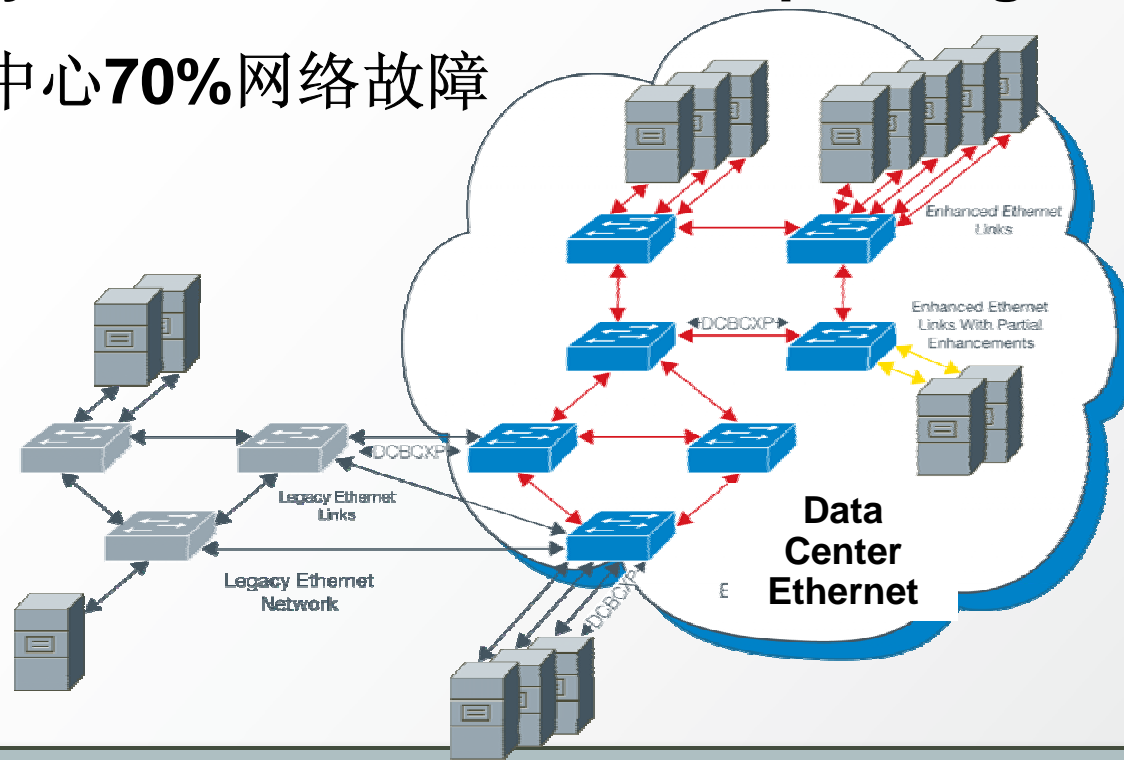 中心70%网络故障
Enhanced Ethernet
Links
Enhanced Ethernet
Links With Partial
Enhancements
DCBCXP
DCBCXP
Legacy Ethernet
Links
Legacy Ethernet
Network
DCBCXP
Data
Center
Ethernet
E